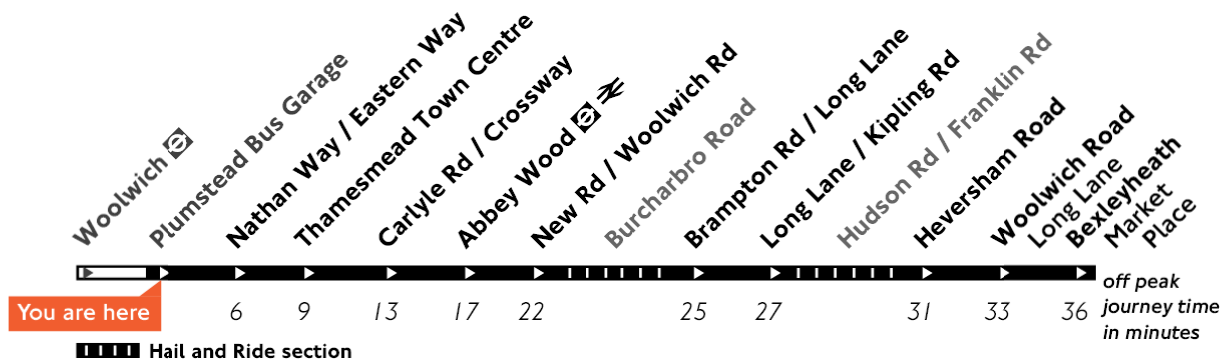 Woolwich
Plumstead Bus Garage
Nathan Way / Eastern Way
Thamesmead Town Centre
Carlyle Rd / Crossway
Abbey Wood
New Rd / Woolwich Rd
Burcharbro Road
Brampton Rd / Long Lane
Long Lane / Kipling Rd
Hudson Rd / Franklin Rd
Heversham Road
Woolwich Road
Long Lane
Bexleyheath
Market
Place
You are here
6 9 13 17 22 25 27 31 33 36
off peak
journey time
in minutes
Hail and Ride section